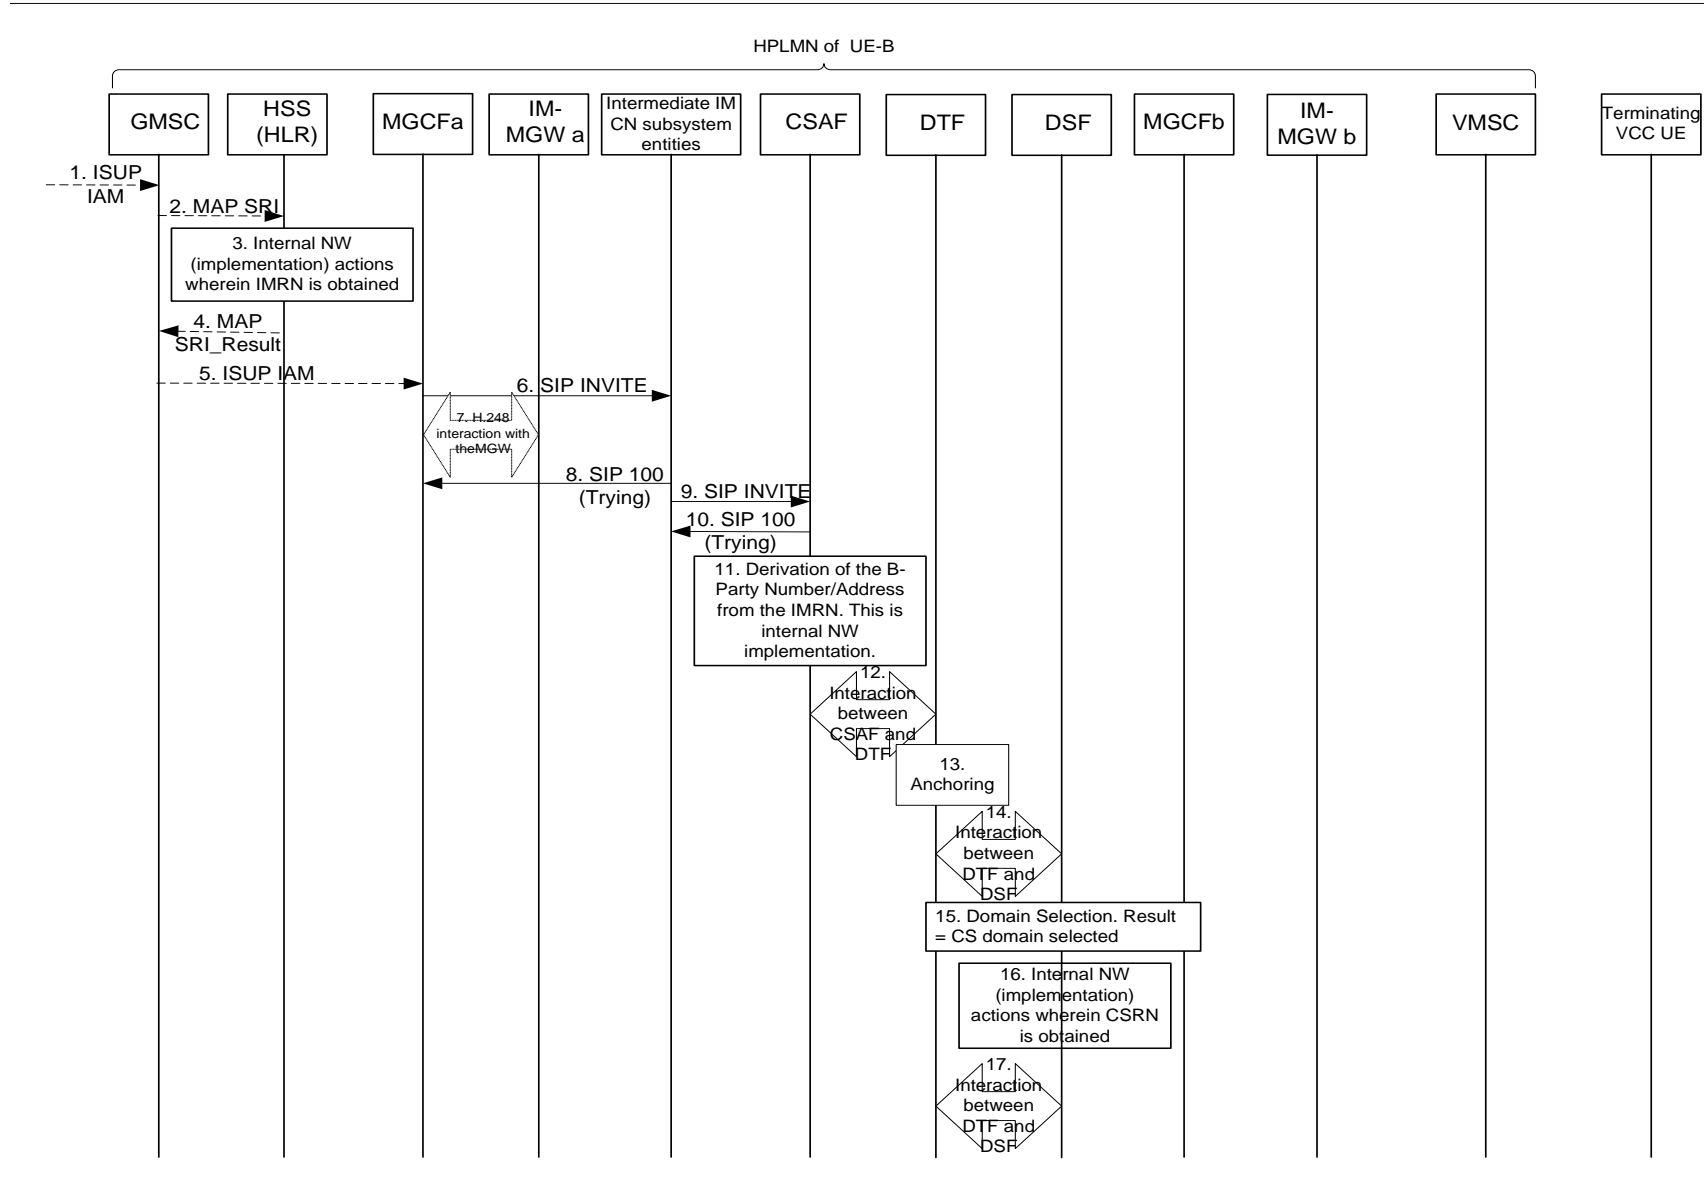 HPLMN of UE-B
GMSC
HSS
(HLR)
MGCFa
IM-
MGW a
Intermediate IM
CN subsystem
entities
CSAF
DTF
DSF
MGCFb
IM-
MGW b
VMSC
Terminating
VCC UE
1. ISUP
IAM
2. MAP SRI
3. Internal NW
(implementation) actions
wherein IMRN is obtained
4. MAP
SRI_Result
5. ISUP IAM
6. SIP INVITE
7. H.248
interaction with
theMGW
8. SIP 100
(Trying)
9. SIP INVITE
10. SIP 100
(Trying)
11. Derivation of the B-
Party Number/Address
from the IMRN. This is
internal NW
implementation.
12.
Interaction
between
CSAF and
DTF
13.
Anchoring
14.
Interaction
between
DTF and
DSF
15. Domain Selection. Result
= CS domain selected
16. Internal NW
(implementation)
actions wherein CSRN
is obtained
17.
Interaction
between
DTF and
DSF